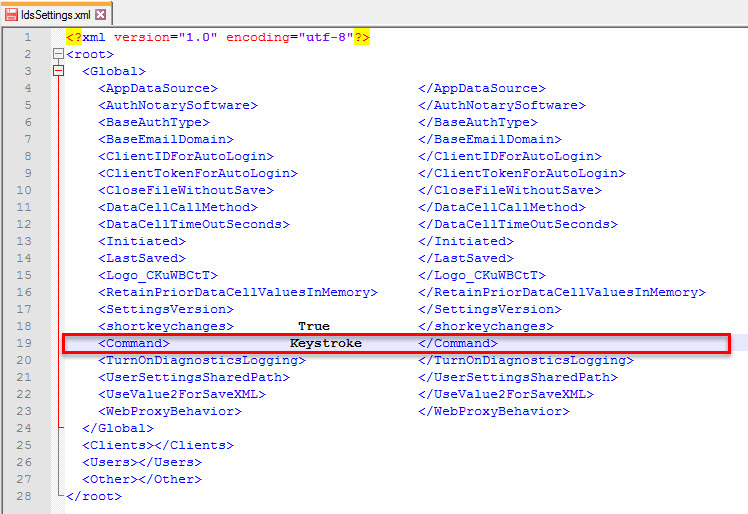 IdsSettings.xml
1 <?xml version="1.0" encoding="utf-8"?>
2 <root>
3 <Global>
4 <AppDataSource> </AppDataSource>
5 <AuthNotarySoftware> </AuthNotarySoftware>
6 <BaseAuthType> </BaseAuthType>
7 <BaseEmailDomain> </BaseEmailDomain>
8 <ClientIDForAutoLogin> </ClientIDForAutoLogin>
9 <ClientTokenForAutoLogin> </ClientTokenForAutoLogin>
10 <CloseFileWithoutSave> </CloseFileWithoutSave>
11 <DataCellCallMethod> </DataCellCallMethod>
12 <DataCellTimeOutSeconds> </DataCellTimeOutSeconds>
13 <Initiated> </Initiated>
14 <LastSaved> </LastSaved>
15 <Logo_CKuWBCtT> </Logo_CKuWBCtT>
16 <RetainPriorDataCellValuesInMemory> </RetainPriorDataCellValuesInMemory>
17 <SettingsVersion> </SettingsVersion>
18 <shortkeychanges> True </shorkeychanges>
19 <Command> Keystroke </Command>
20 <TurnOnDiagnosticsLogging> </TurnOnDiagnosticsLogging>
21 <UserSettingsSharedPath> </UserSettingsSharedPath>
22 <UseValue2ForSaveXML> </UseValue2ForSaveXML>
23 <WebProxyBehavior> </WebProxyBehavior>
24 </Global>
25 <Clients></Clients>
26 <Users></Users>
27 <Other></Other>
28 </root>